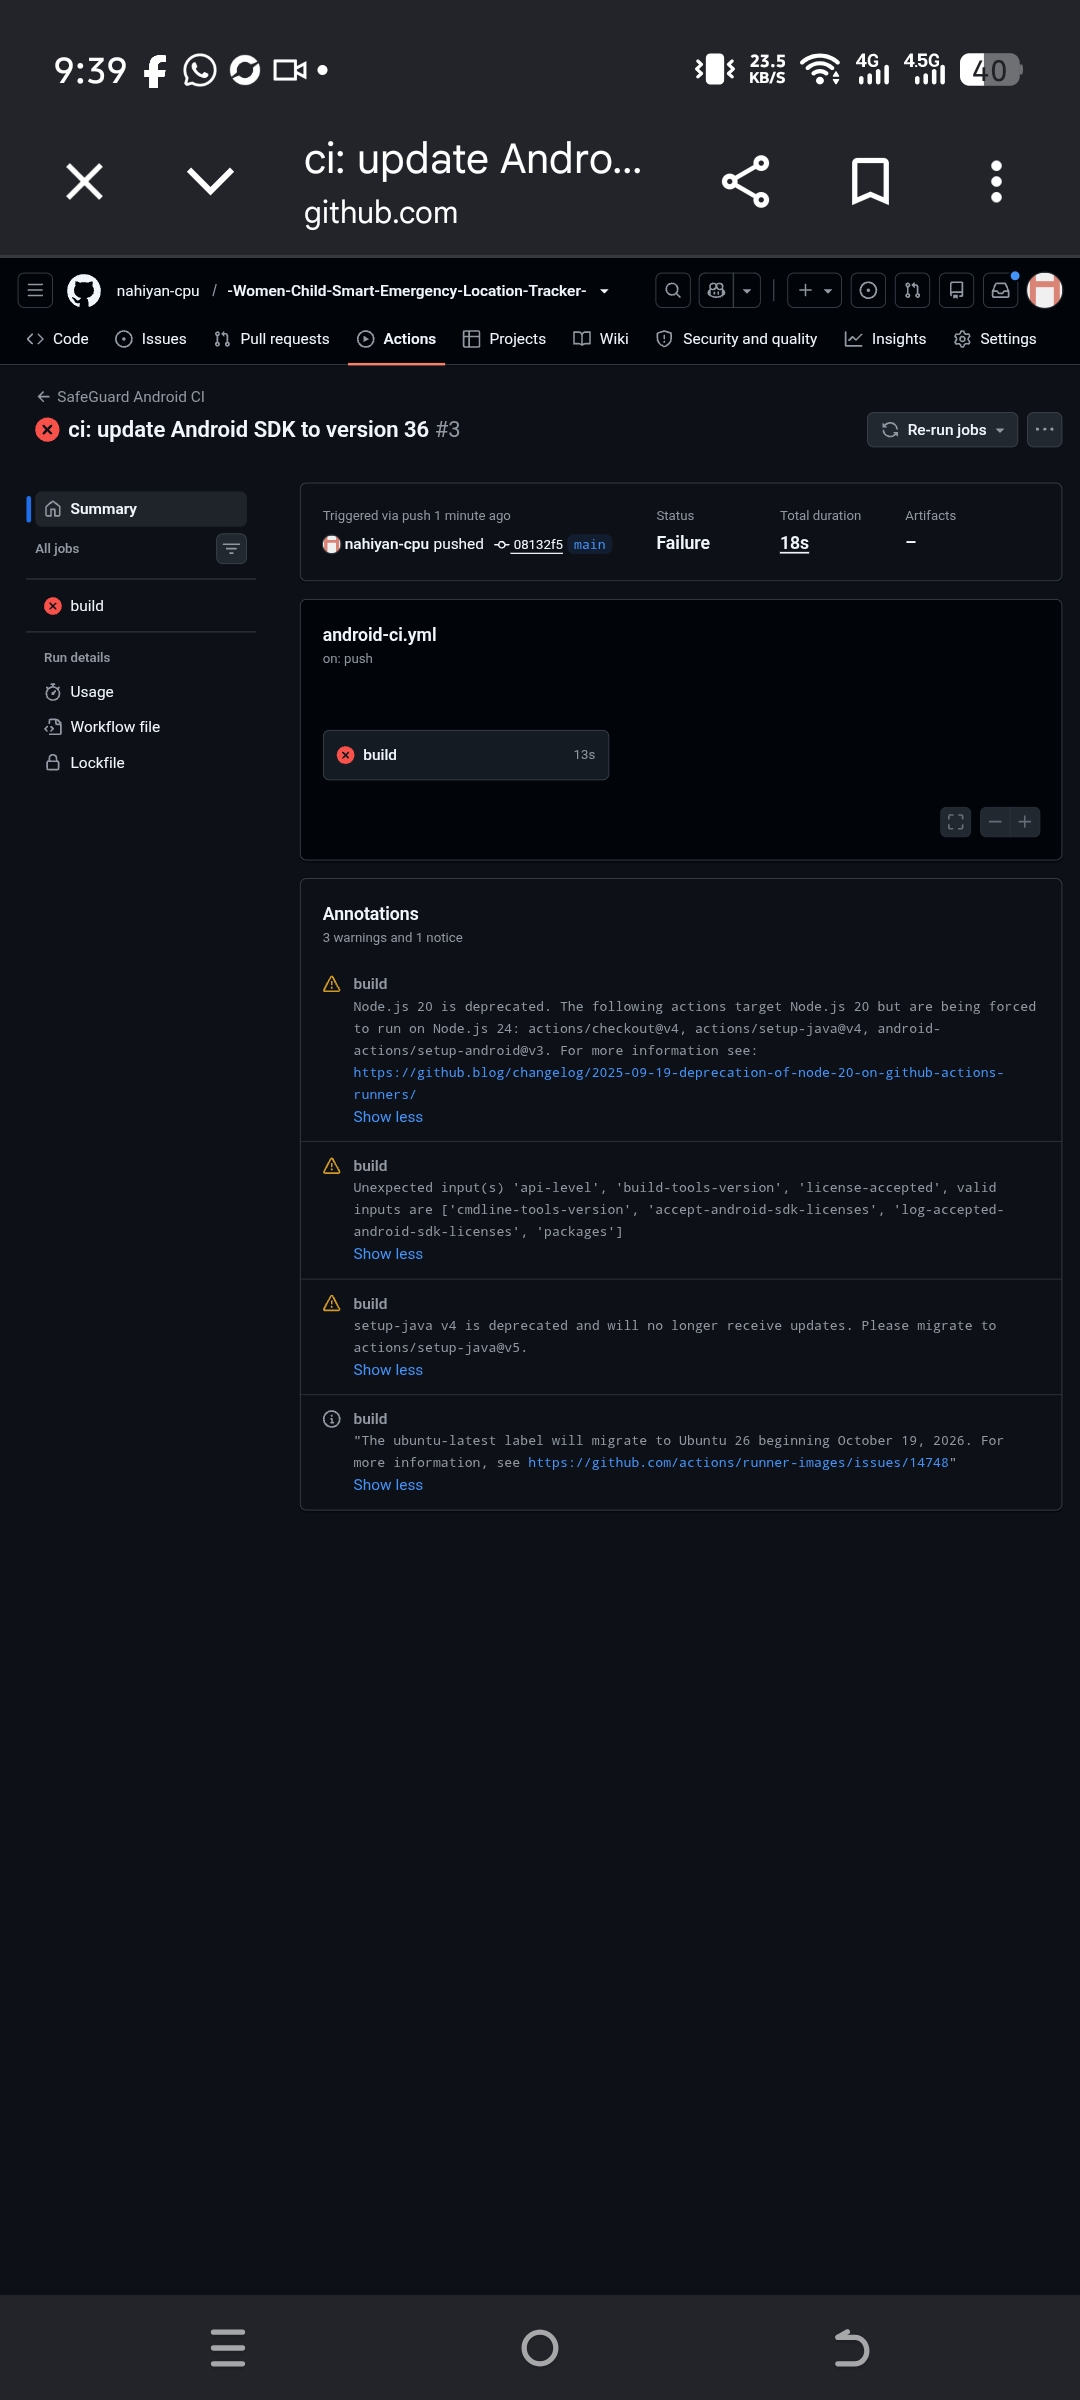 9:39
23.5 KB/S
4G
4.5G
40
ci: update Andro...
github.com
nahiyan-cpu / -Women-Child-Smart-Emergency-Location-Tracker-
Code
Issues
Pull requests
Actions
Projects
Wiki
Security and quality
Insights
Settings
SafeGuard Android CI
ci: update Android SDK to version 36 #3
Re-run jobs
Summary
All jobs
build
Run details
Usage
Workflow file
Lockfile
Triggered via push 1 minute ago
nahiyan-cpu pushed 08132f5 main
Status
Failure
Total duration
18s
Artifacts
–
android-ci.yml
on: push
build 13s
Annotations
3 warnings and 1 notice
build
Node.js 20 is deprecated. The following actions target Node.js 20 but are being forced
to run on Node.js 24: actions/checkout@v4, actions/setup-java@v4, android-
actions/setup-android@v3. For more information see:
https://github.blog/changelog/2025-09-19-deprecation-of-node-20-on-github-actions-
runners/
Show less
build
Unexpected input(s) 'api-level', 'build-tools-version', 'license-accepted', valid
inputs are ['cmdline-tools-version', 'accept-android-sdk-licenses', 'log-accepted-
android-sdk-licenses', 'packages']
Show less
build
setup-java v4 is deprecated and will no longer receive updates. Please migrate to
actions/setup-java@v5.
Show less
build
"The ubuntu-latest label will migrate to Ubuntu 26 beginning October 19, 2026. For
more information, see https://github.com/actions/runner-images/issues/14748"
Show less